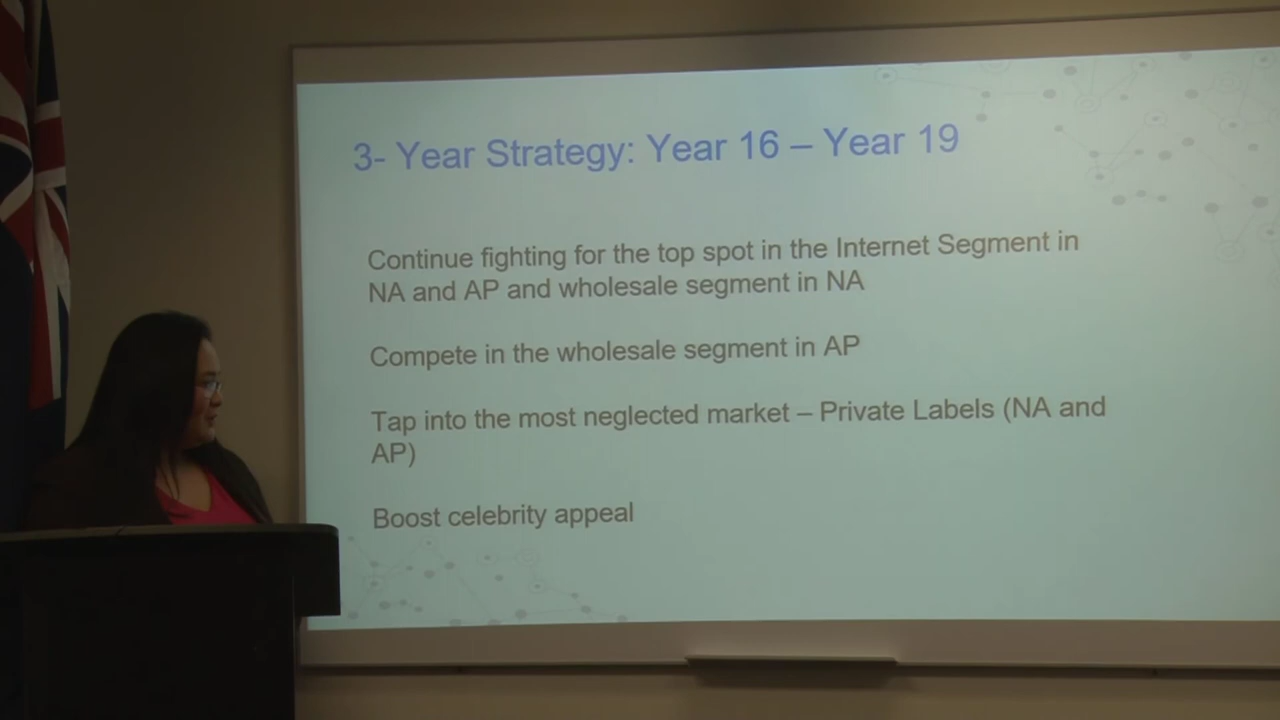 3- Year Strategy: Year 16 – Year 19
Continue fighting for the top spot in the Internet Segment in
NA and AP and wholesale segment in NA
Compete in the wholesale segment in AP
Tap into the most neglected market – Private Labels (NA and
AP)
Boost celebrity appeal